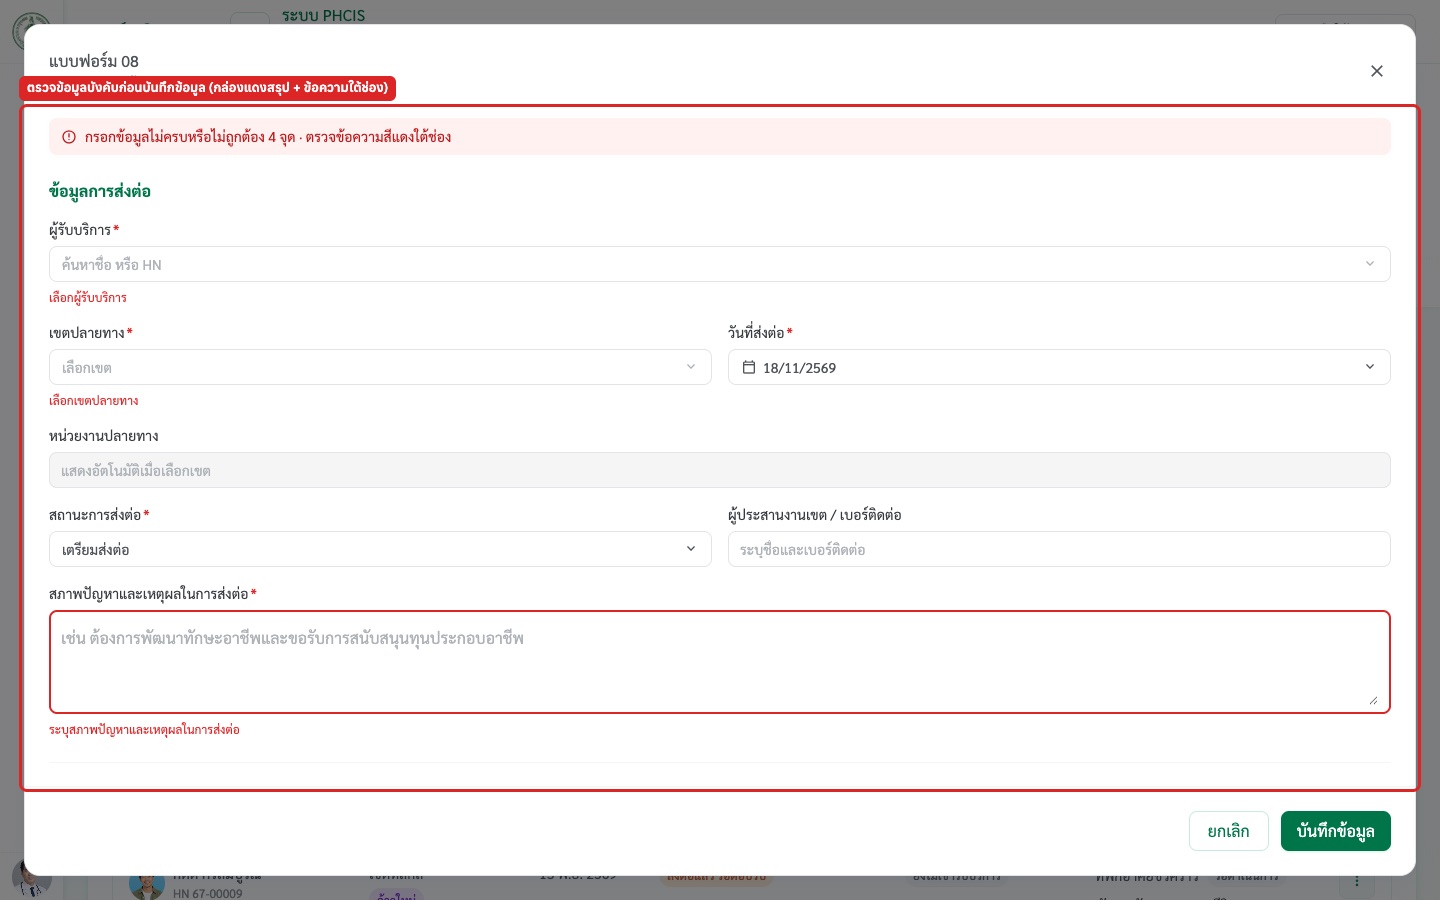 ระบบ PHCIS
แบบฟอร์ม 08
ตรวจข้อมูลบังคับก่อนบันทึกข้อมูล (กล่องแดงสรุป + ข้อความใต้ช่อง)
กรอกข้อมูลไม่ครบหรือไม่ถูกต้อง 4 จุด · ตรวจข้อความสีแดงใต้ช่อง
ข้อมูลการส่งต่อ
ผู้รับบริการ*
ค้นหาชื่อ หรือ HN
เลือกผู้รับบริการ
เขตปลายทาง* วันที่ส่งต่อ*
เลือกเขต 18/11/2569
เลือกเขตปลายทาง
หน่วยงานปลายทาง
แสดงอัตโนมัติเมื่อเลือกเขต
สถานะการส่งต่อ* ผู้ประสานงานเขต / เบอร์ติดต่อ
เตรียมส่งต่อ ระบุชื่อและเบอร์ติดต่อ
สภาพปัญหาและเหตุผลในการส่งต่อ*
เช่น ต้องการพัฒนาทักษะอาชีพและขอรับการสนับสนุนทุนประกอบอาชีพ
ระบุสภาพปัญหาและเหตุผลในการส่งต่อ
ยกเลิก บันทึกข้อมูล
HN 67-00009